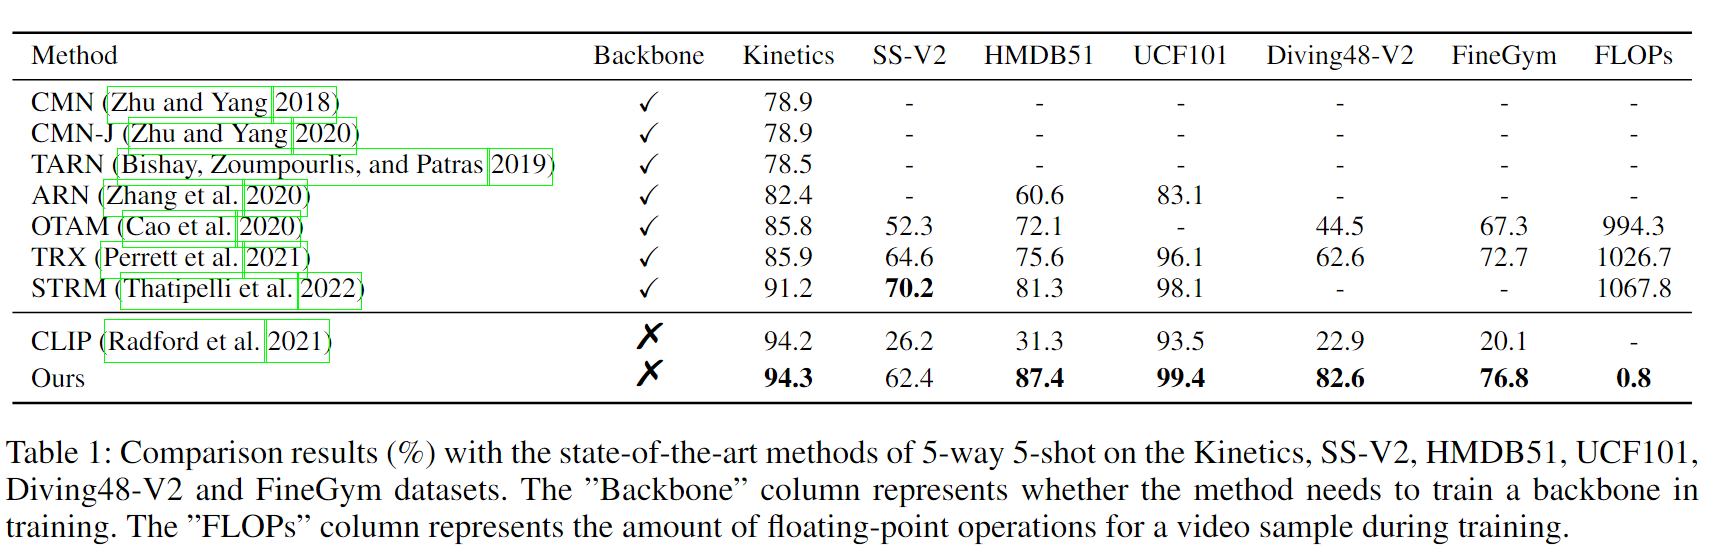 Method Backbone Kinetics SS-V2 HMDB51 UCF101 Diving48-V2 FineGym FLOPs
CMN (Zhu and Yang 2018) ✓ 78.9 - - - - - -
CMN-J (Zhu and Yang 2020) ✓ 78.9 - - - - - -
TARN (Bishay, Zoumpourlis, and Patras 2019) ✓ 78.5 - - - - - -
ARN (Zhang et al. 2020) ✓ 82.4 - 60.6 83.1 - - -
OTAM (Cao et al. 2020) ✓ 85.8 52.3 72.1 - 44.5 67.3 994.3
TRX (Perrett et al. 2021) ✓ 85.9 64.6 75.6 96.1 62.6 72.7 1026.7
STRM (Thatipelli et al. 2022) ✓ 91.2 70.2 81.3 98.1 - - 1067.8
CLIP (Radford et al. 2021) ✗ 94.2 26.2 31.3 93.5 22.9 20.1 -
Ours ✗ 94.3 62.4 87.4 99.4 82.6 76.8 0.8
Table 1: Comparison results (%) with the state-of-the-art methods of 5-way 5-shot on the Kinetics, SS-V2, HMDB51, UCF101,
Diving48-V2 and FineGym datasets. The ”Backbone” column represents whether the method needs to train a backbone in
training. The ”FLOPs” column represents the amount of floating-point operations for a video sample during training.